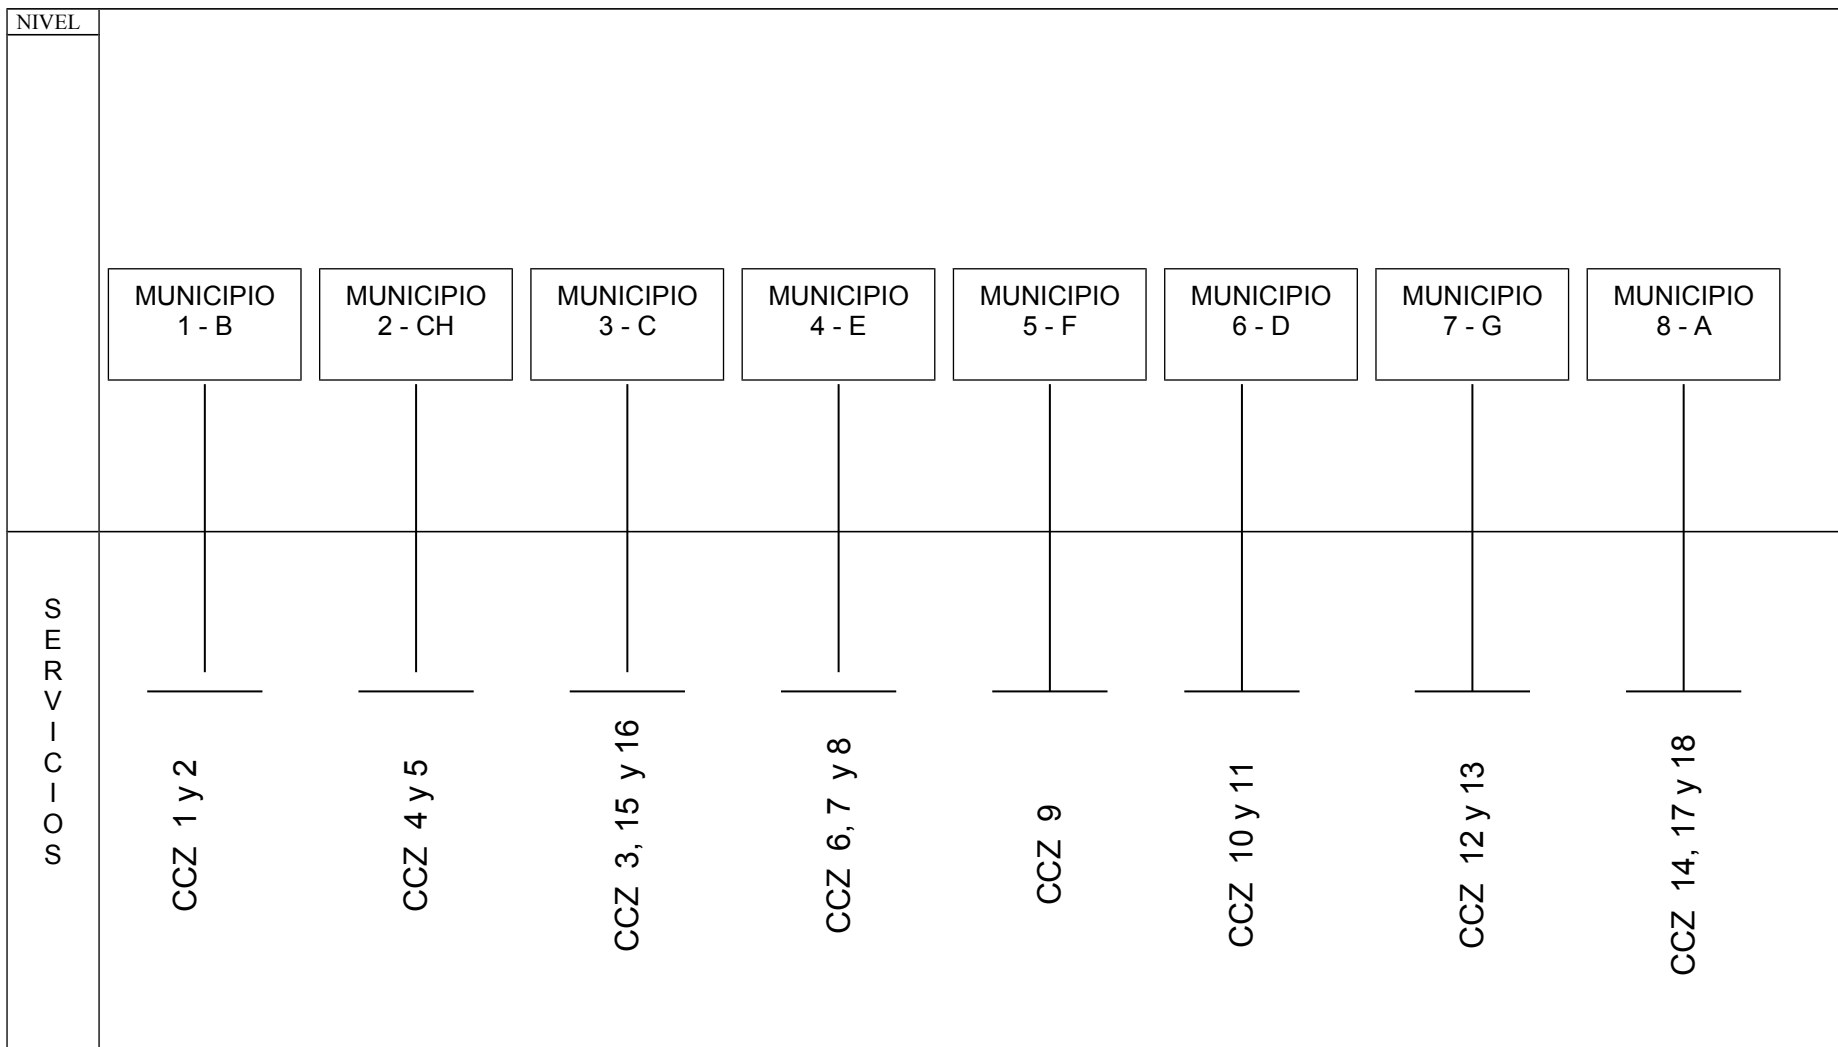 NIVEL
MUNICIPIO
1 - B
MUNICIPIO
2 - CH
MUNICIPIO
3 - C
MUNICIPIO
4 - E
MUNICIPIO
5 - F
MUNICIPIO
6 - D
MUNICIPIO
7 - G
MUNICIPIO
8 - A
SERVICIOS
CCZ 1 y 2
CCZ 4 y 5
CCZ 3, 15 y 16
CCZ 6, 7 y 8
CCZ 9
CCZ 10 y 11
CCZ 12 y 13
CCZ 14, 17 y 18